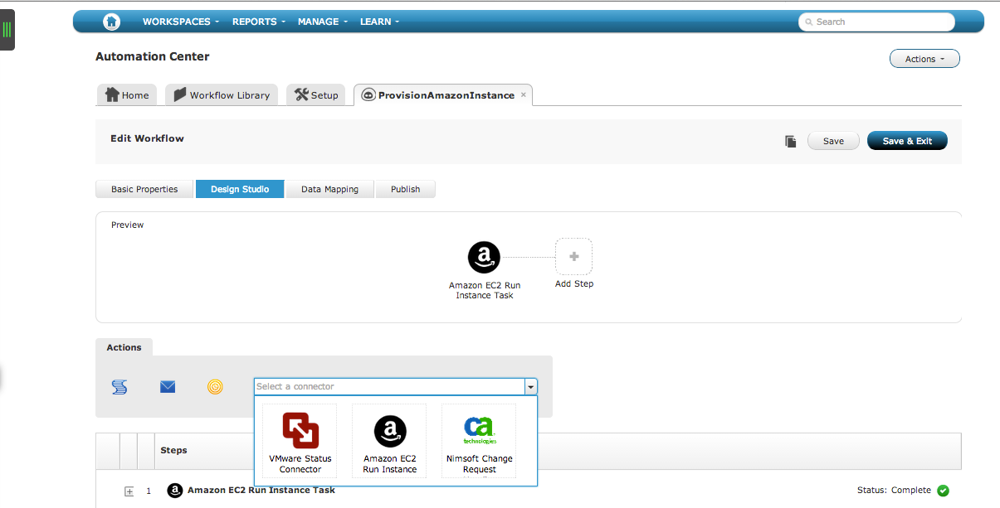 WORKSPACES REPORTS MANAGE LEARN Search
Automation Center
Actions
Home Workflow Library Setup ProvisionAmazonInstance ×
Edit Workflow
Save Save & Exit
Basic Properties Design Studio Data Mapping Publish
Preview
a
Amazon EC2 Run
Instance Task
Add Step
Actions
Select a connector
VMware Status
Connector
a
Amazon EC2
Run Instance
ca
technologies
Nimsoft Change
Request
Steps
1 a Amazon EC2 Run Instance Task Status: Complete